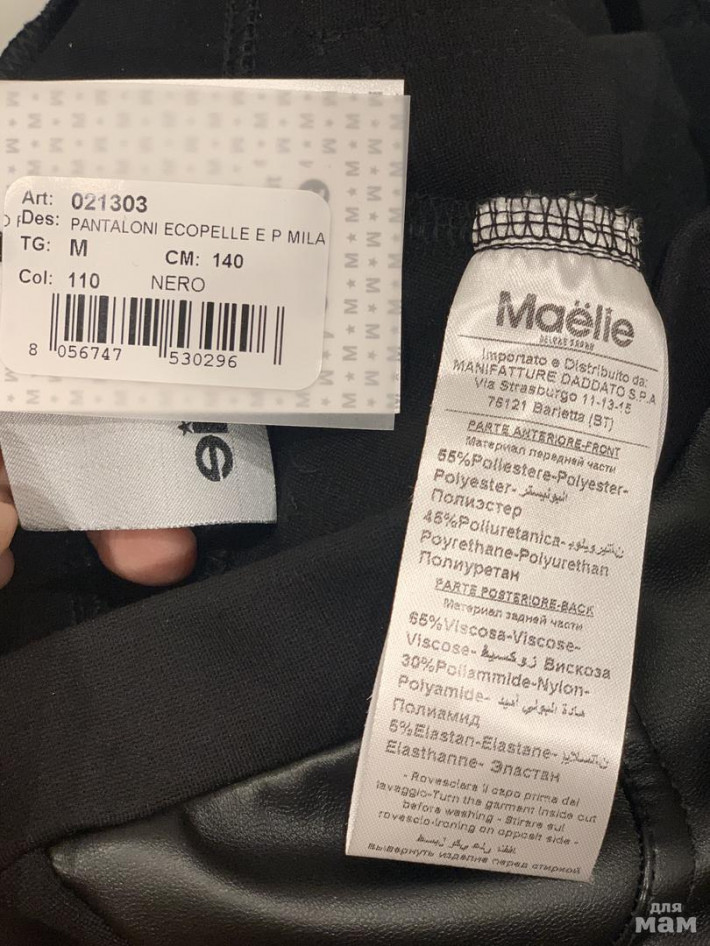 Art: 021303
Des: PANTALONI ECOPELLE E P MILA
TG: M CM: 140
Col: 110 NERO
8 056747 530296
Maëlie
Importato e Distribuito da:
MANIFATTURE DADDATO S.P.A
Via Strasburgo 11-13-15
76121 Barletta (BT)
PARTE ANTERIORE-FRONT
Материал передней части
55%Poliestere-Polyester-
Polyester-
Полиэстер
45%Poliuretanica-
Poyrethane-Polyurethan
Полиуретан
PARTE POSTERIORE-BACK
Материал задней части
65%Viscosa-Viscose-
Viscose- Вискоза
30%Poliammide-Nylon-
Polyamide-
Полиамид
5%Elastan-Elastane-
Elasthanne- Эластан
- Rovesciare il capo prima del
lavaggio-Turn the garment inside out
before washing - Stirare sul
rovescio-ironing on opposit side -
вывернуть изделие перед стиркой
для
мам